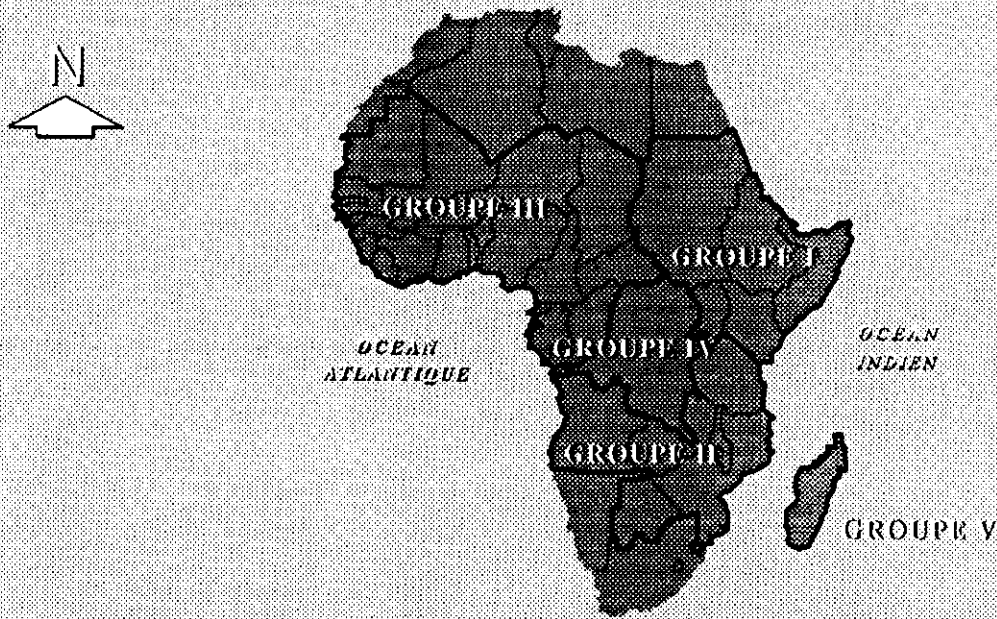 N
GROUPE III
GROUPE I
OCEAN
ATLANTIQUE
GROUPE IV
OCEAN
INDIEN
GROUPE II
GROUPE V